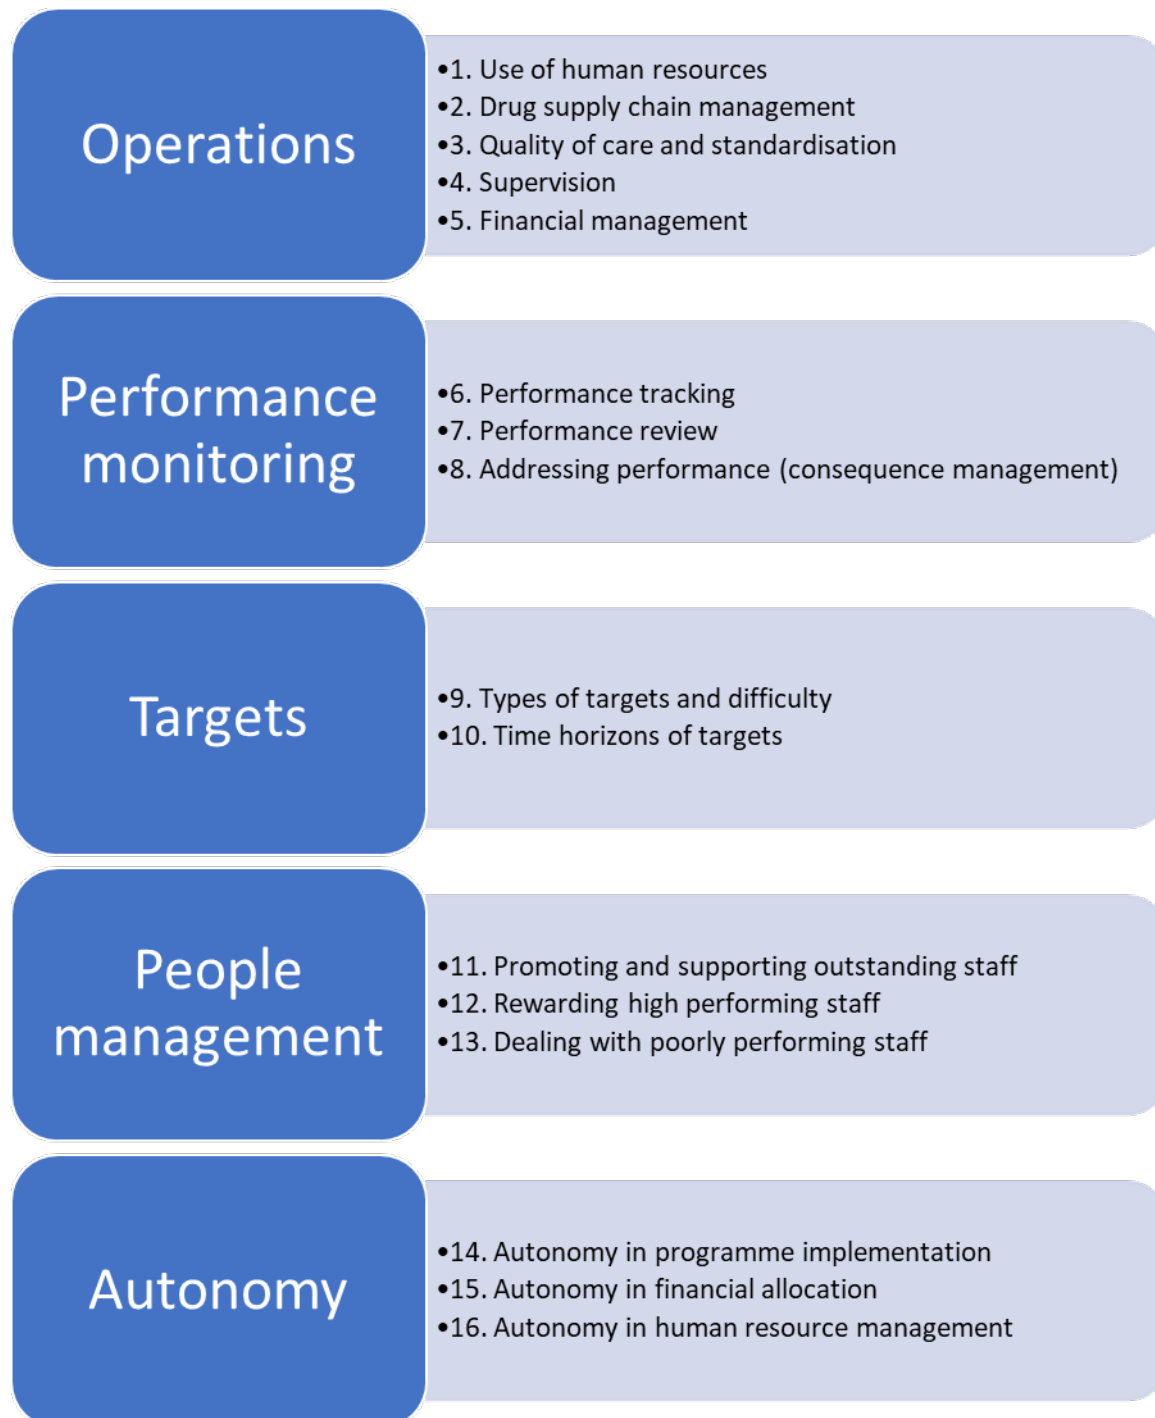 Operations
•1. Use of human resources
•2. Drug supply chain management
•3. Quality of care and standardisation
•4. Supervision
•5. Financial management
Performance
monitoring
•6. Performance tracking
•7. Performance review
•8. Addressing performance (consequence management)
Targets
•9. Types of targets and difficulty
•10. Time horizons of targets
People
management
•11. Promoting and supporting outstanding staff
•12. Rewarding high performing staff
•13. Dealing with poorly performing staff
Autonomy
•14. Autonomy in programme implementation
•15. Autonomy in financial allocation
•16. Autonomy in human resource management